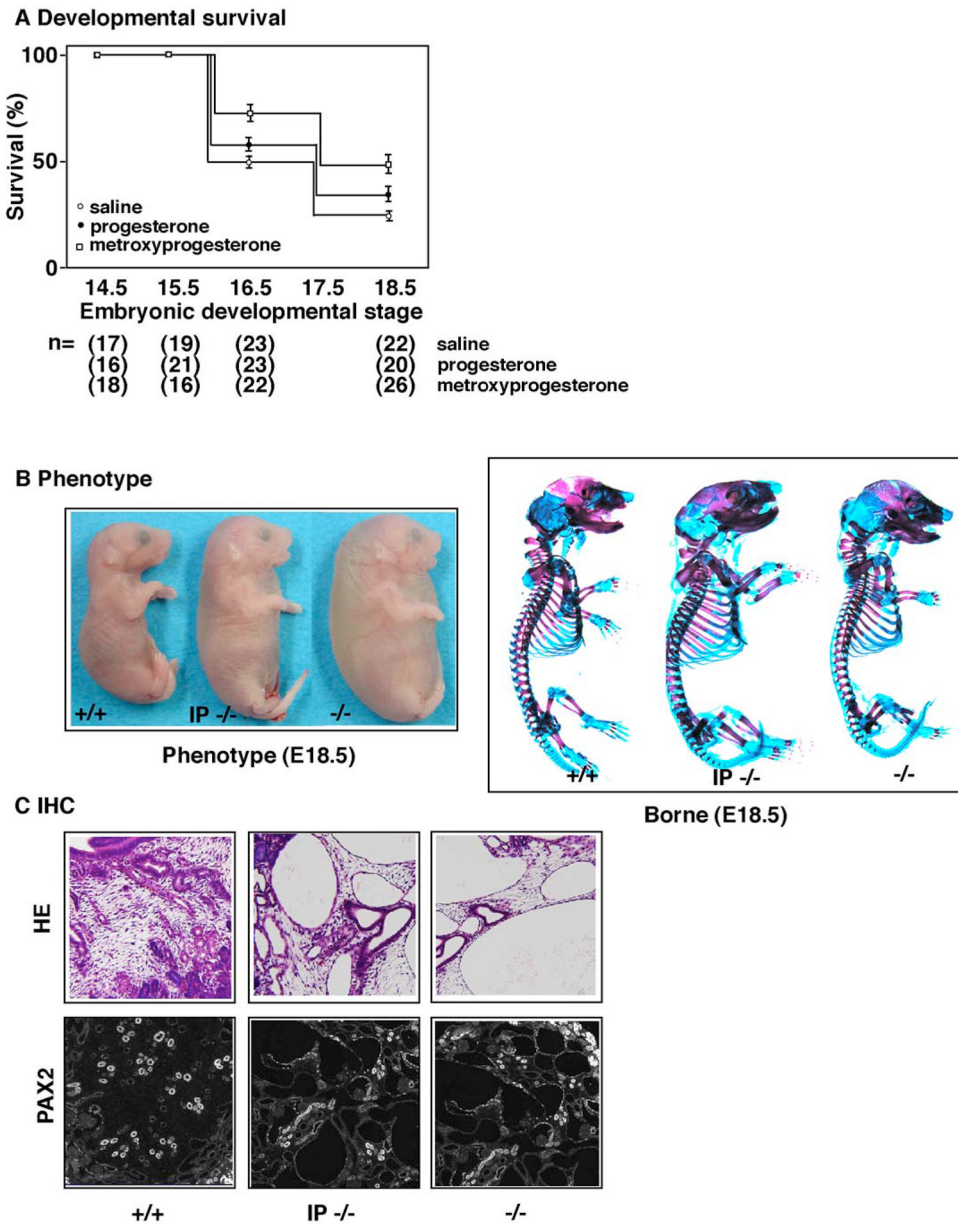 A Developmental survival
100
50
0
Survival (%)
saline
progesterone
metroxyprogesterone
14.5 15.5 16.5 17.5 18.5
Embryonic developmental stage
n= (17) (19) (23) (22) saline
(16) (21) (23) (20) progesterone
(18) (16) (22) (26) metroxyprogesterone
B Phenotype
+/+ IP -/- -/-
Phenotype (E18.5)
+/+ IP -/- -/-
Borne (E18.5)
C IHC
HE
PAX2
+/+ IP -/- -/-